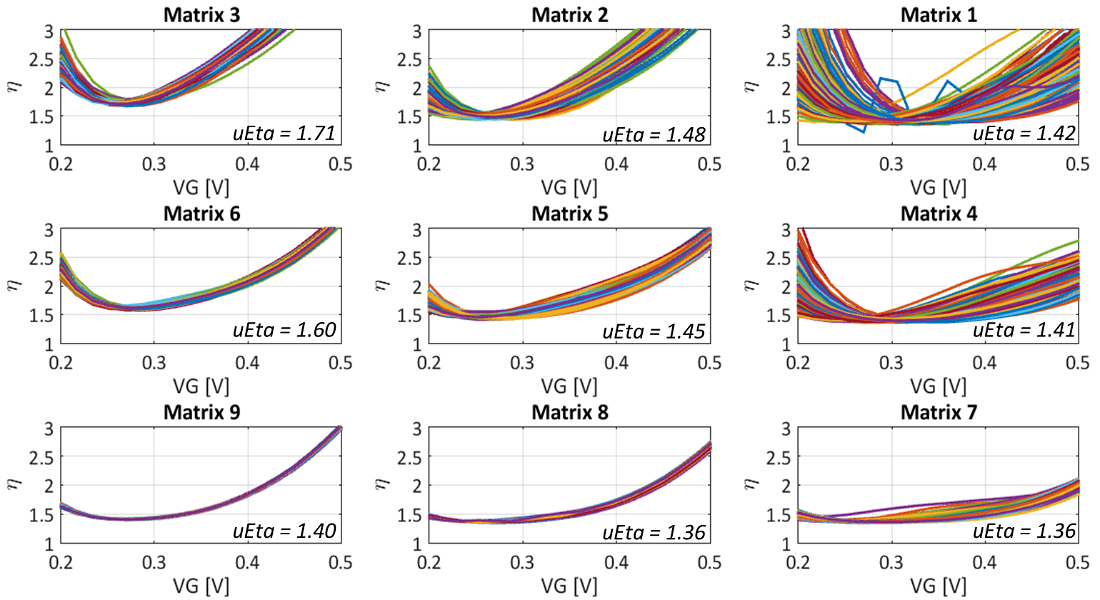 Matrix 3
Matrix 2
Matrix 1
3
2.5
2
1.5
1
η
uEta = 1.71
0.2 0.3 0.4 0.5
VG [V]
3
2.5
2
1.5
1
η
uEta = 1.48
0.2 0.3 0.4 0.5
VG [V]
3
2.5
2
1.5
1
η
uEta = 1.42
0.2 0.3 0.4 0.5
VG [V]
Matrix 6
Matrix 5
Matrix 4
3
2.5
2
1.5
1
η
uEta = 1.60
0.2 0.3 0.4 0.5
VG [V]
3
2.5
2
1.5
1
η
uEta = 1.45
0.2 0.3 0.4 0.5
VG [V]
3
2.5
2
1.5
1
η
uEta = 1.41
0.2 0.3 0.4 0.5
VG [V]
Matrix 9
Matrix 8
Matrix 7
3
2.5
2
1.5
1
η
uEta = 1.40
0.2 0.3 0.4 0.5
VG [V]
3
2.5
2
1.5
1
η
uEta = 1.36
0.2 0.3 0.4 0.5
VG [V]
3
2.5
2
1.5
1
η
uEta = 1.36
0.2 0.3 0.4 0.5
VG [V]